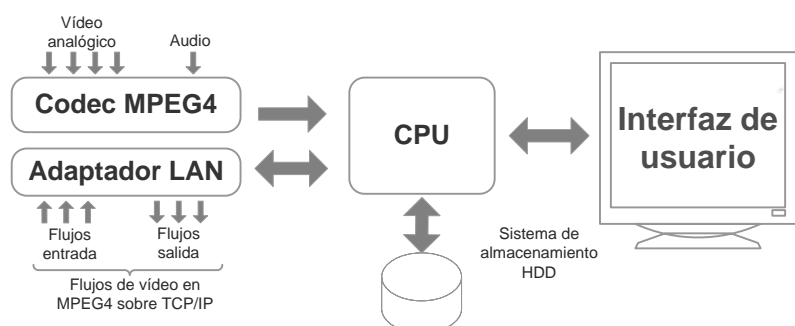 Vídeo
analógico
Audio
Codec MPEG4
Adaptador LAN
Flujos
entrada
Flujos
sálida
Flujos de vídeo en
MPEG4 sobre TCP/IP
CPU
Sistema de
almacenamiento
HDD
Interfaz de
usuario